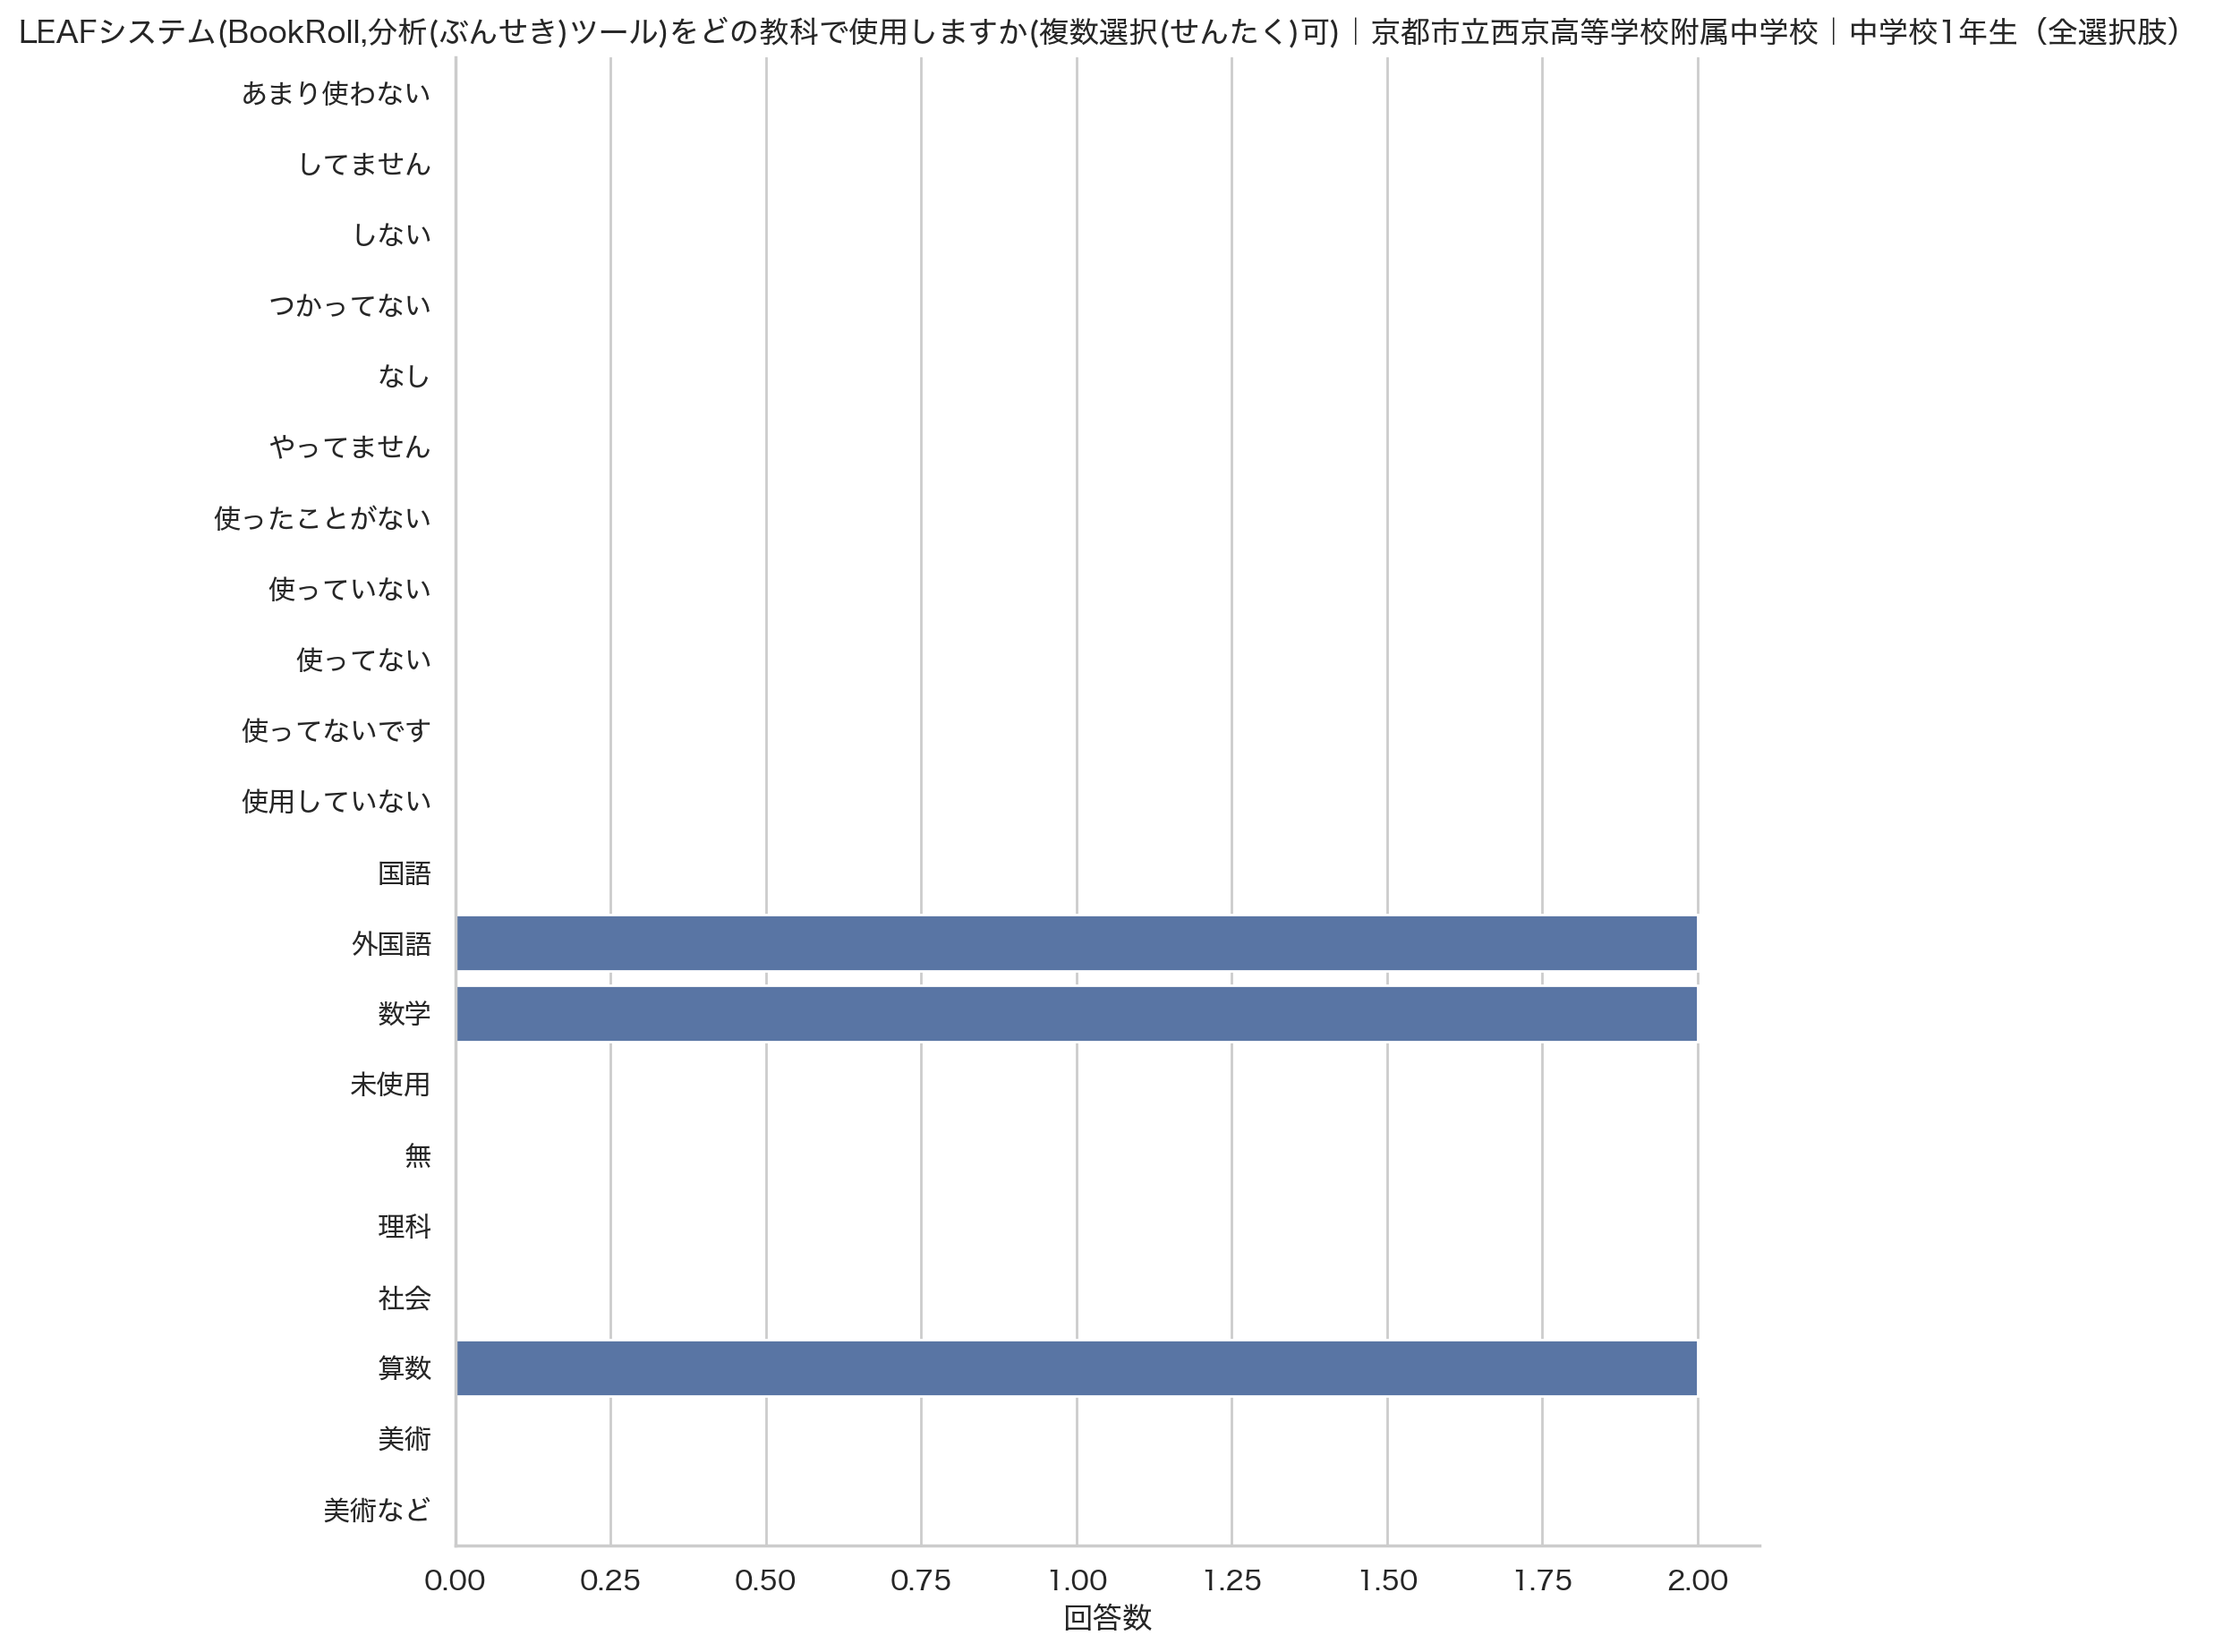 LEAFシステム(BookRoll,分析(ぶんせき)ツール)をどの教科で使用しますか(複数選択(せんたく)可)｜京都市立西京高等学校附属中学校｜中学校1年生（全選択肢）
あまり使わない
してません
しない
つかってない
なし
やってません
使ったことがない
使っていない
使ってない
使ってないです
使用していない
国語
外国語
数学
未使用
無
理科
社会
算数
美術
美術など
0.00 0.25 0.50 0.75 1.00 1.25 1.50 1.75 2.00
回答数